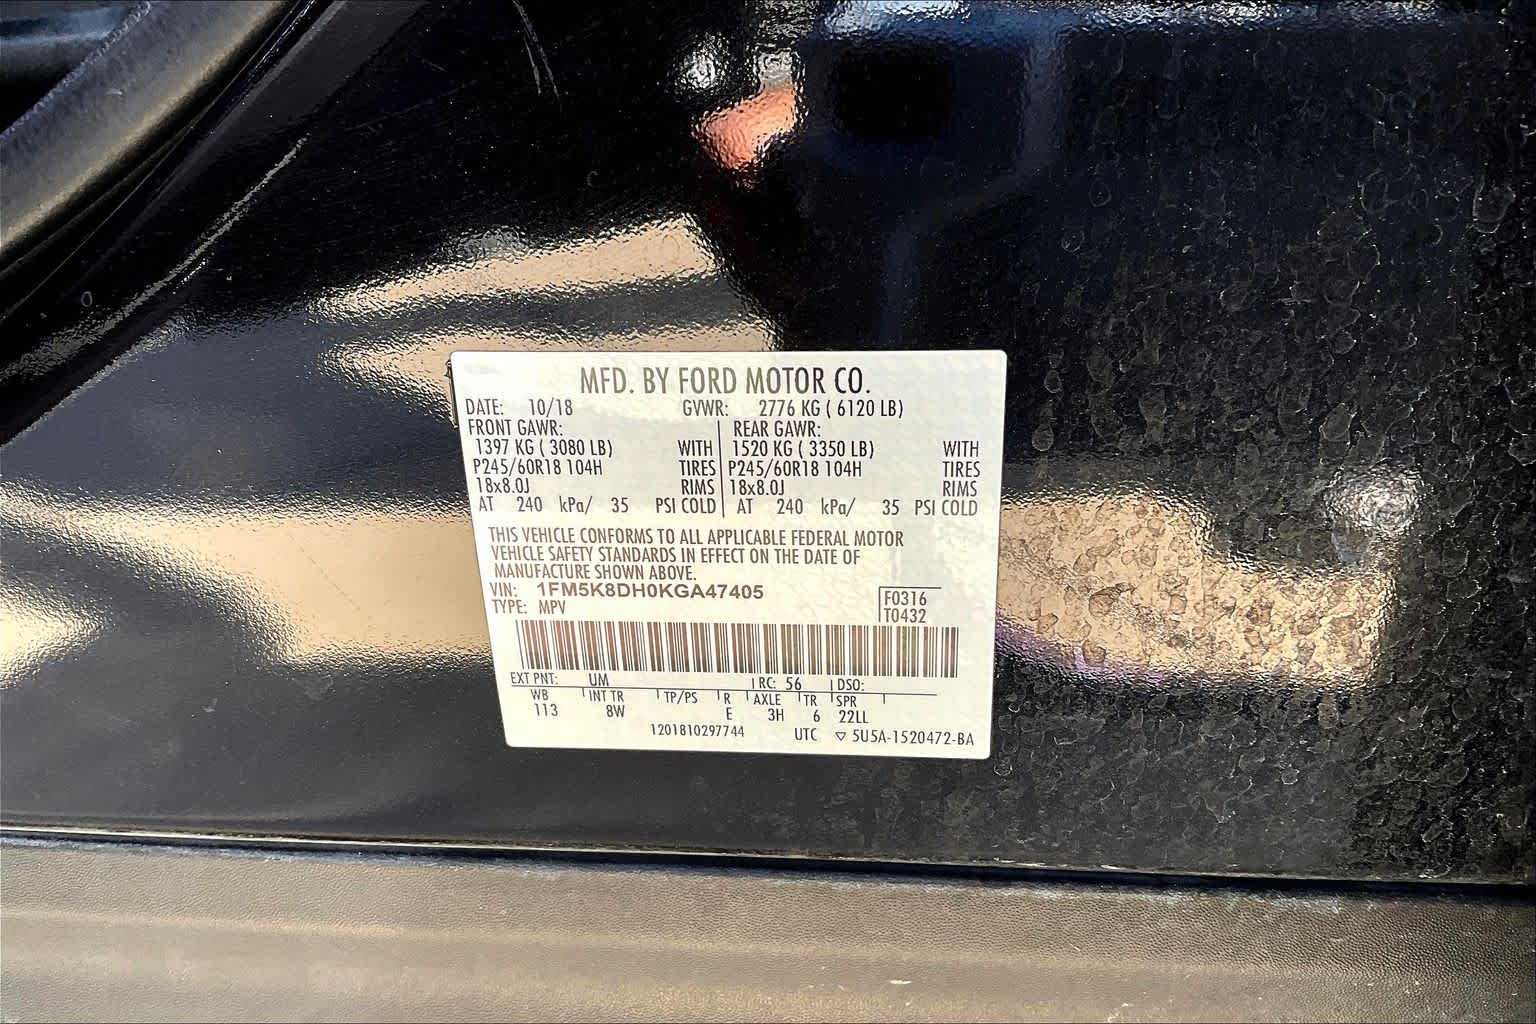 MFD. BY FORD MOTOR CO.
DATE: 10/18 GVWR: 2776 KG ( 6120 LB)
FRONT GAWR: REAR GAWR:
1397 KG ( 3080 LB) WITH 1520 KG ( 3350 LB) WITH
P245/60R18 104H TIRES P245/60R18 104H TIRES
18x8.0J RIMS 18x8.0J RIMS
AT 240 kPa/ 35 PSI COLD AT 240 kPa/ 35 PSI COLD
THIS VEHICLE CONFORMS TO ALL APPLICABLE FEDERAL MOTOR
VEHICLE SAFETY STANDARDS IN EFFECT ON THE DATE OF
MANUFACTURE SHOWN ABOVE.
VIN: 1FM5K8DH0KGA47405 F0316
TYPE: MPV T0432
EXT PNT: UM RC: 56 DSO:
WB INT TR TP/PS R AXLE TR SPR
113 8W E 3H 6 22LL
1201810297744 UTC ▽ 5U5A-1520472-BA